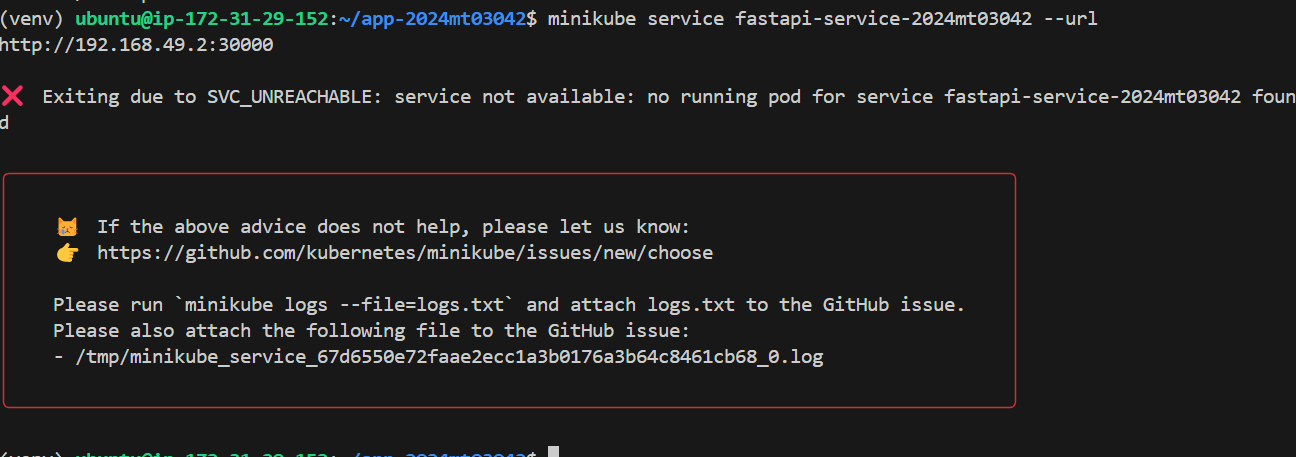 (venv) ubuntu@ip-172-31-29-152:~/app-2024mt03042$ minikube service fastapi-service-2024mt03042 --url
http://192.168.49.2:30000
❌ Exiting due to SVC_UNREACHABLE: service not available: no running pod for service fastapi-service-2024mt03042 foun
d
😿 If the above advice does not help, please let us know:
👉 https://github.com/kubernetes/minikube/issues/new/choose
Please run `minikube logs --file=logs.txt` and attach logs.txt to the GitHub issue.
Please also attach the following file to the GitHub issue:
- /tmp/minikube_service_67d6550e72faae2ecc1a3b0176a3b64c8461cb68_0.log
(venv) ubuntu@ip-172-31-29-152:~/app-2024mt03042$